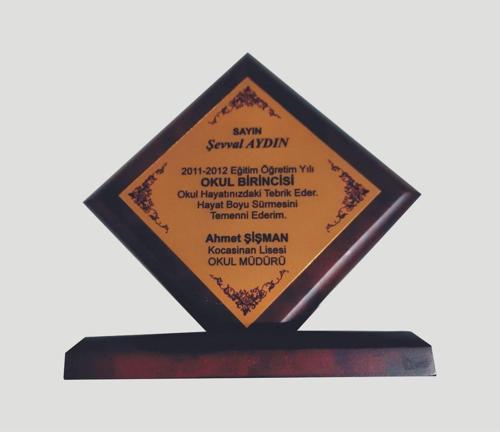 SAYIN
Şevval AYDIN
2011-2012 Eğitim Öğretim Yılı
OKUL BİRİNCİSİ
Okul Hayatınızdaki Tebrik Eder.
Hayat Boyu Sürmesini
Temenni Ederim.
Ahmet ŞİŞMAN
Kocasinan Lisesi
OKUL MÜDÜRÜ